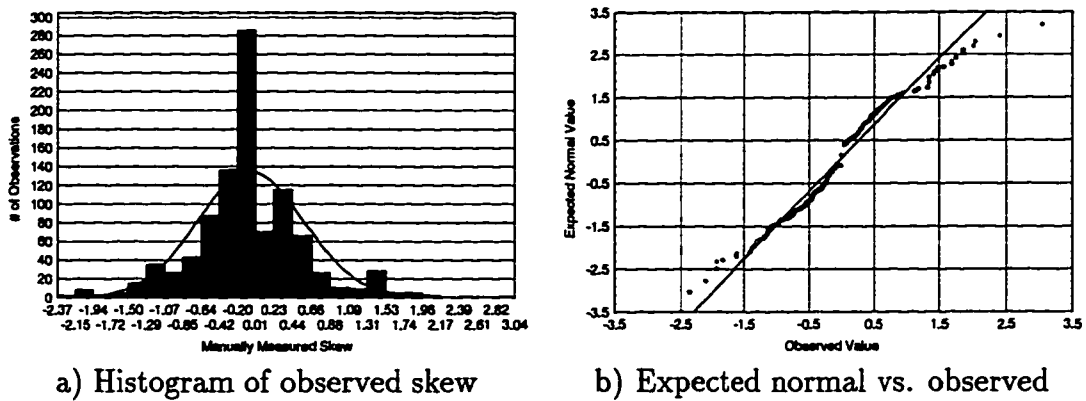 300
280
260
240
220
200
180
160
140
120
100
80
60
40
20
0
# of Observations
-2.37 -1.94 -1.50 -1.07 -0.64 -0.20 0.23 0.66 1.09 1.53 1.96 2.39 2.82
-2.15 -1.72 -1.29 -0.85 -0.42 0.01 0.44 0.88 1.31 1.74 2.17 2.61 3.04
Manually Measured Skew
a) Histogram of observed skew
3.5
2.5
1.5
0.5
-0.5
-1.5
-2.5
-3.5
Expected Normal Value
-3.5 -2.5 -1.5 -0.5 0.5 1.5 2.5 3.5
Observed Value
b) Expected normal vs. observed